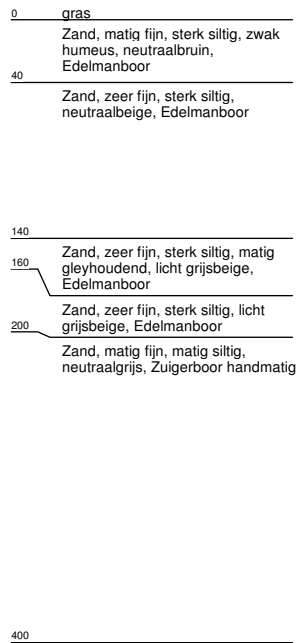 0 gras
Zand, matig fijn, sterk siltig, zwak
humeus, neutraalbruin,
Edelmanboor
40
Zand, zeer fijn, sterk siltig,
neutraalbeige, Edelmanboor
140
Zand, zeer fijn, sterk siltig, matig
160
gleyhoudend, licht grijsbeige,
Edelmanboor
Zand, zeer fijn, sterk siltig, licht
200
grijsbeige, Edelmanboor
Zand, matig fijn, matig siltig,
neutraalgrijs, Zuigerboor handmatig
400